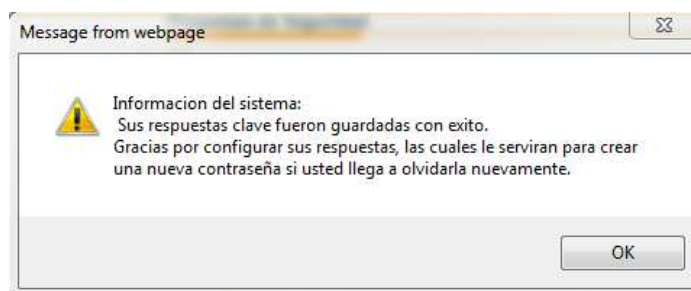 Message from webpage
Informacion del sistema:
Sus respuestas clave fueron guardadas con exito.
Gracias por configurar sus respuestas, las cuales le serviran para crear
una nueva contraseña si usted llega a olvidarla nuevamente.
OK